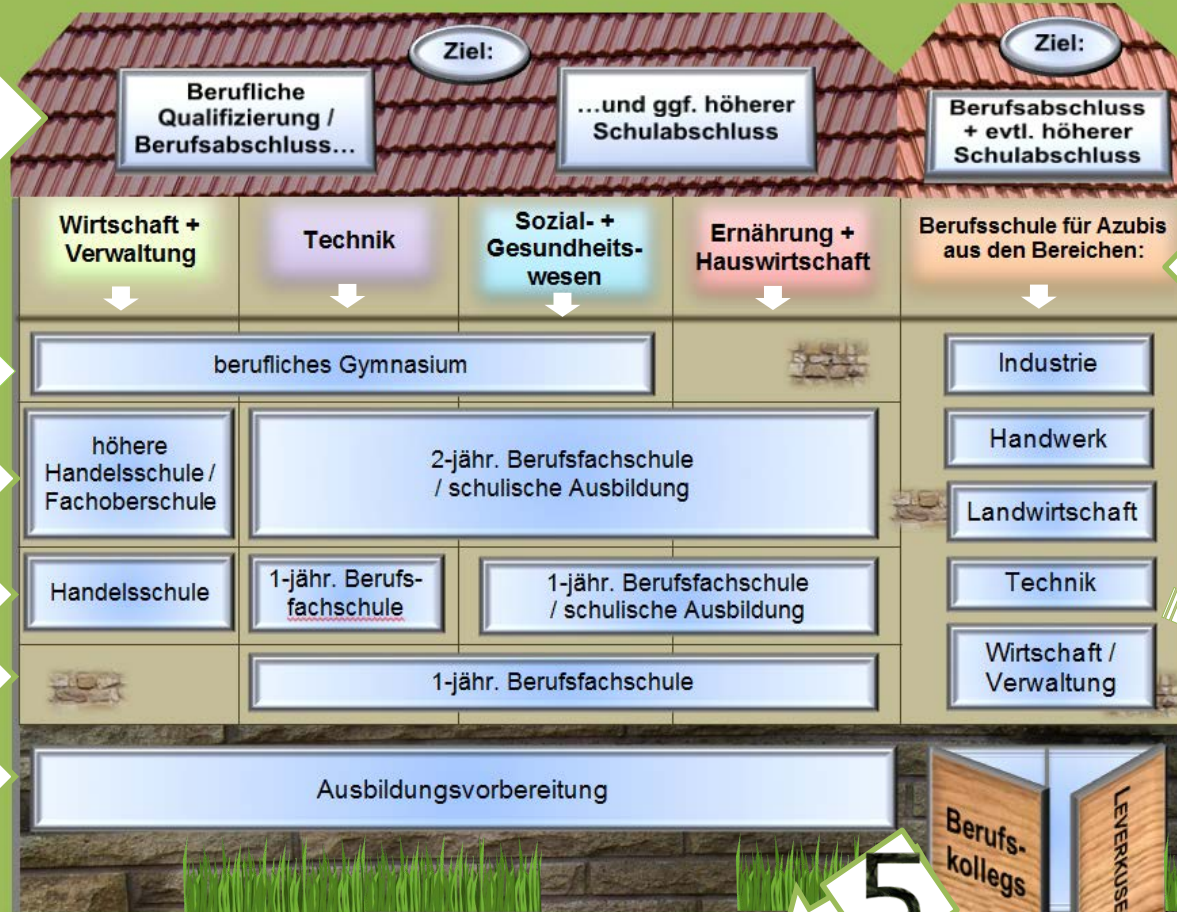 Ziel:
Berufliche
Qualifizierung /
Berufsabschluss...
...und ggf. höherer
Schulabschluss
Ziel:
Berufsabschluss
+ evtl. höherer
Schulabschluss
Wirtschaft +
Verwaltung
Technik
Sozial- +
Gesundheits-
wesen
Ernährung +
Hauswirtschaft
Berufsschule für Azubis
aus den Bereichen:
berufliches Gymnasium
höhere
Handelsschule /
Fachoberschule
2-jähr. Berufsfachschule
/ schulische Ausbildung
Handelsschule
1-jähr. Berufs-
fachschule
1-jähr. Berufsfachschule
/ schulische Ausbildung
1-jähr. Berufsfachschule
Ausbildungsvorbereitung
Industrie
Handwerk
Landwirtschaft
Technik
Wirtschaft /
Verwaltung
Berufs-
kollegs
LEVERKUSE
5